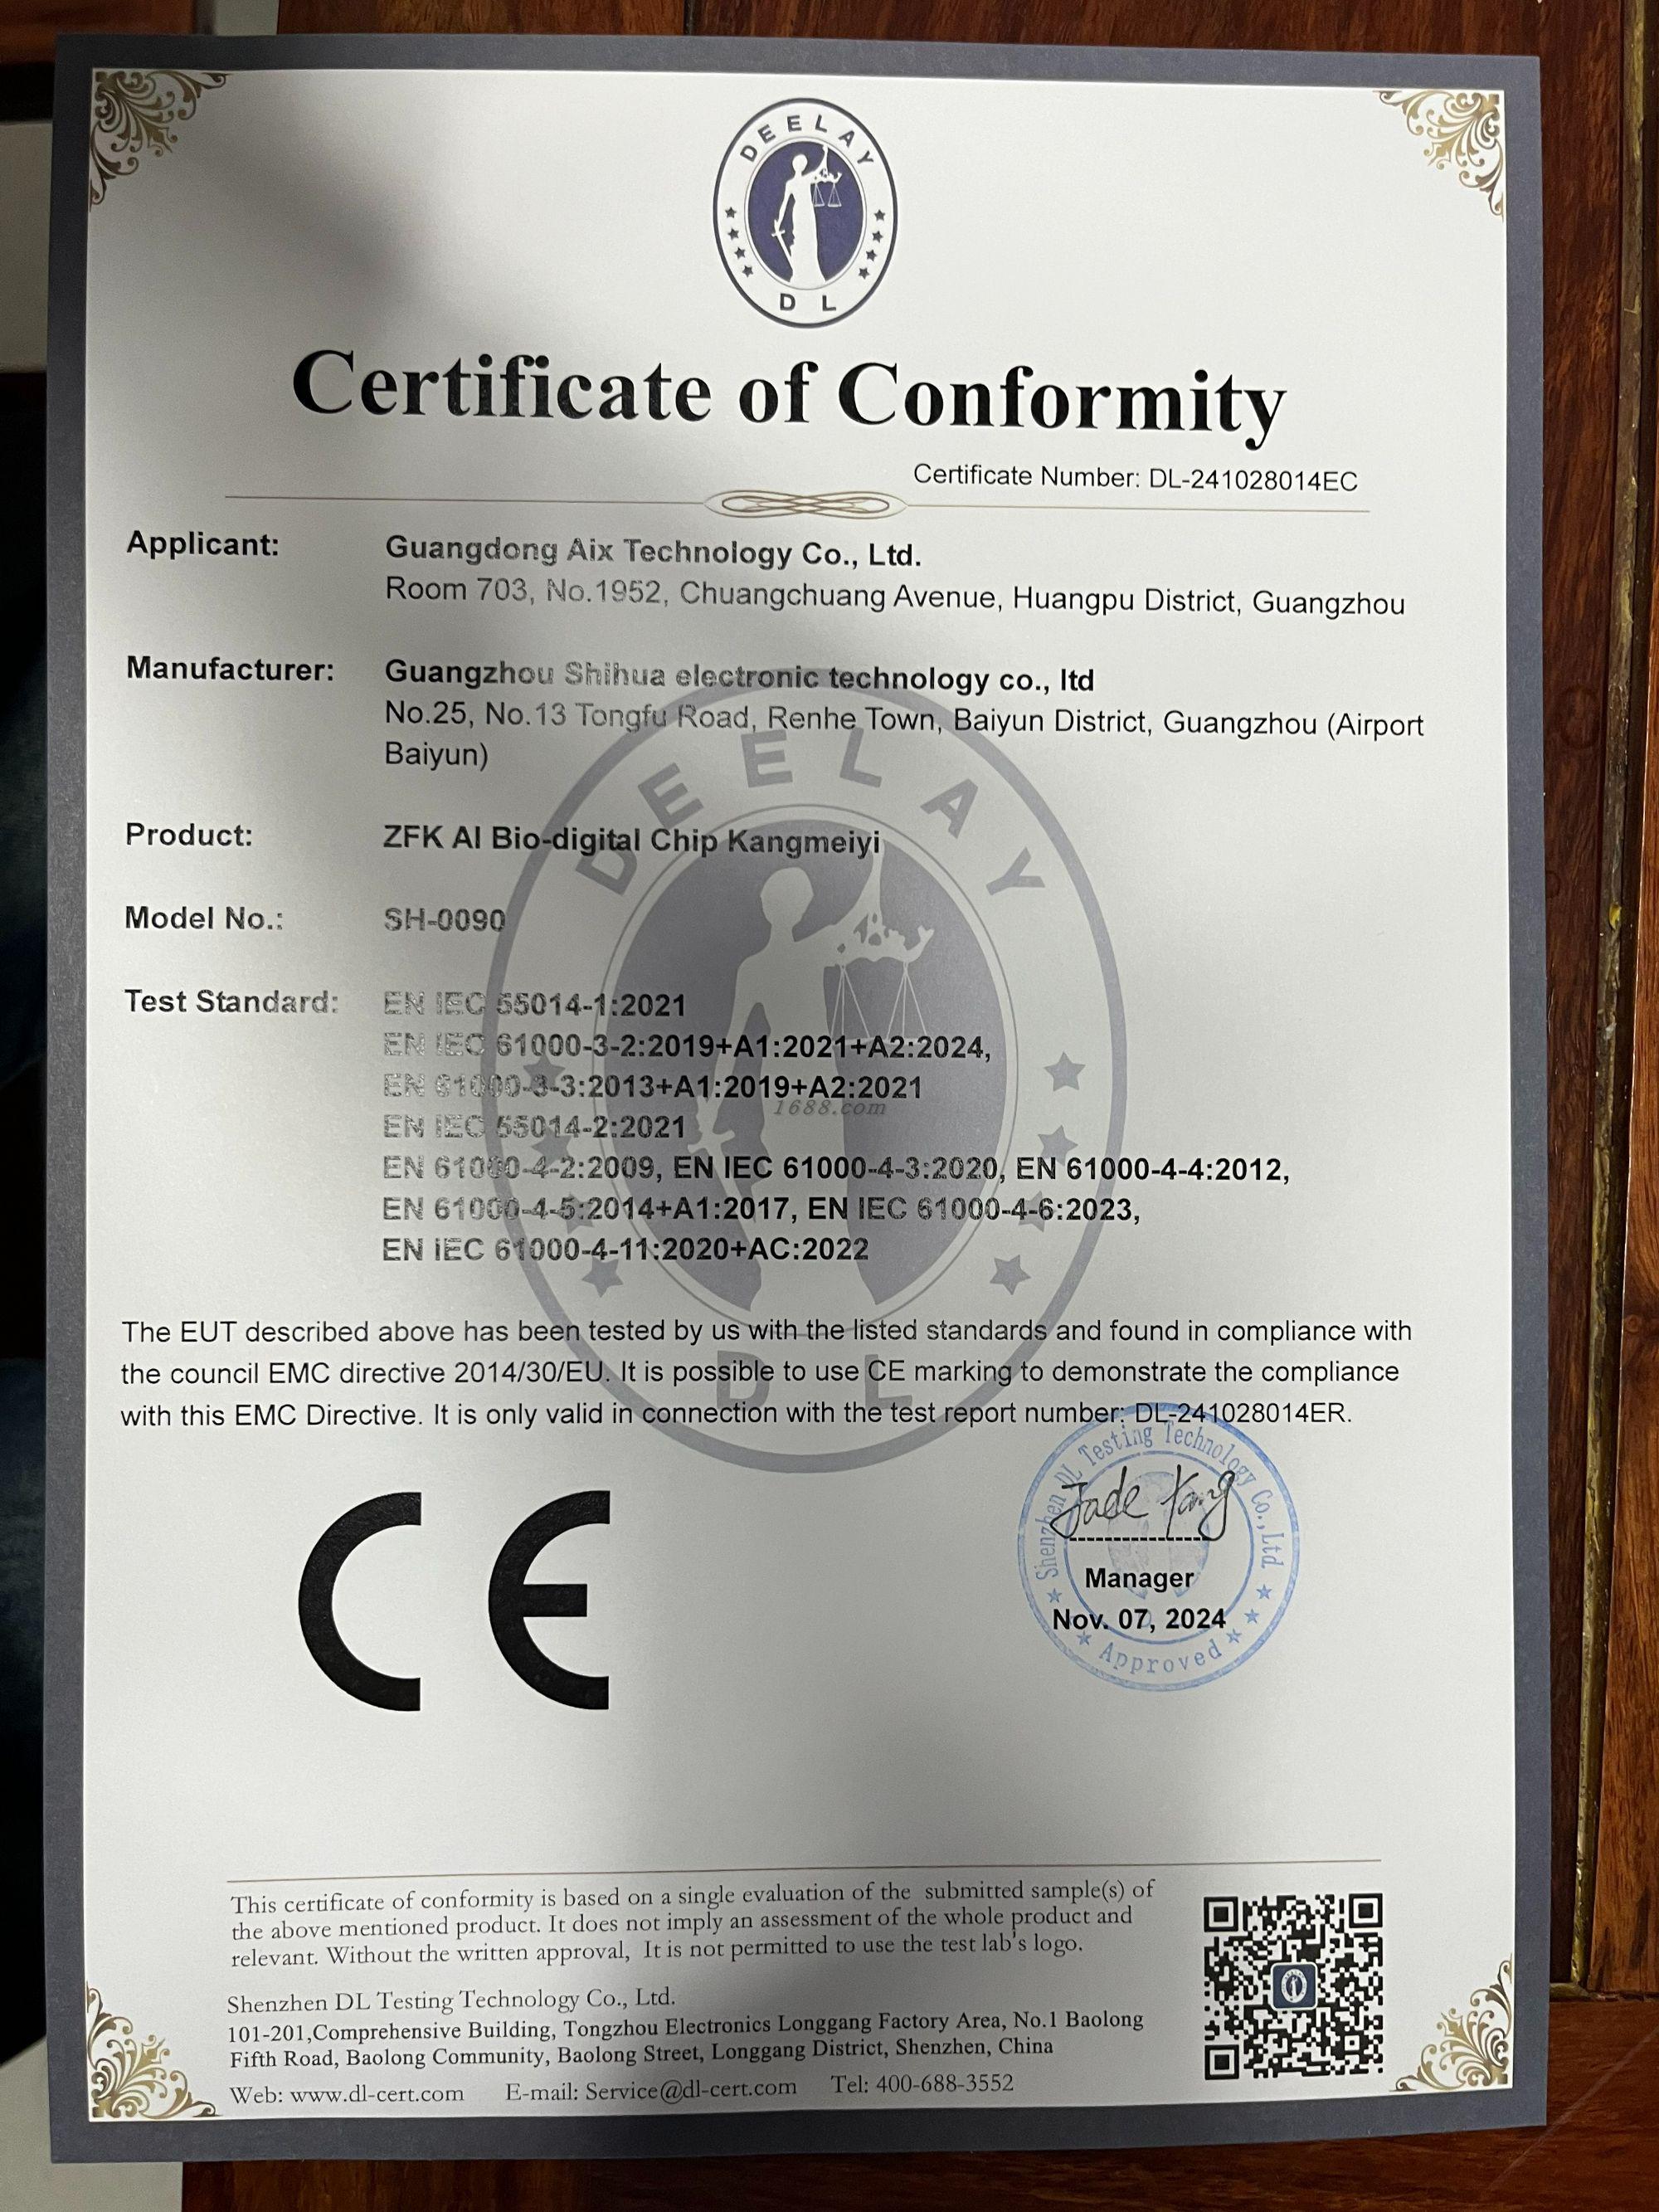 DEELAY
DL
Certificate of Conformity
Certificate Number: DL-241028014EC
Applicant: Guangdong Aix Technology Co., Ltd.
Room 703, No.1952, Chuangchuang Avenue, Huangpu District, Guangzhou
Manufacturer: Guangzhou Shihua electronic technology co., ltd
No.25, No.13 Tongfu Road, Renhe Town, Baiyun District, Guangzhou (Airport
Baiyun)
DEELAY
Product: ZFK AI Bio-digital Chip Kangmeiyi
Model No.: SH-0090
Test Standard: EN IEC 55014-1:2021
EN IEC 61000-3-2:2019+A1:2021+A2:2024,
EN 61000-3-3:2013+A1:2019+A2:2021
1688.com
EN IEC 55014-2:2021
EN 61000-4-2:2009, EN IEC 61000-4-3:2020, EN 61000-4-4:2012,
EN 61000-4-5:2014+A1:2017, EN IEC 61000-4-6:2023,
EN IEC 61000-4-11:2020+AC:2022
The EUT described above has been tested by us with the listed standards and found in compliance with
the council EMC directive 2014/30/EU. It is possible to use CE marking to demonstrate the compliance
with this EMC Directive. It is only valid in connection with the test report number: DL-241028014ER.
DL
CE
Shenzhen DL Testing Technology Co., Ltd
Jade Yang
Manager
Nov. 07, 2024
Approved
This certificate of conformity is based on a single evaluation of the submitted sample(s) of
the above mentioned product. It does not imply an assessment of the whole product and
relevant. Without the written approval, It is not permitted to use the test lab's logo.
Shenzhen DL Testing Technology Co., Ltd.
101-201,Comprehensive Building, Tongzhou Electronics Longgang Factory Area, No.1 Baolong
Fifth Road, Baolong Community, Baolong Street, Longgang District, Shenzhen, China
Web: www.dl-cert.com E-mail: Service@dl-cert.com Tel: 400-688-3552